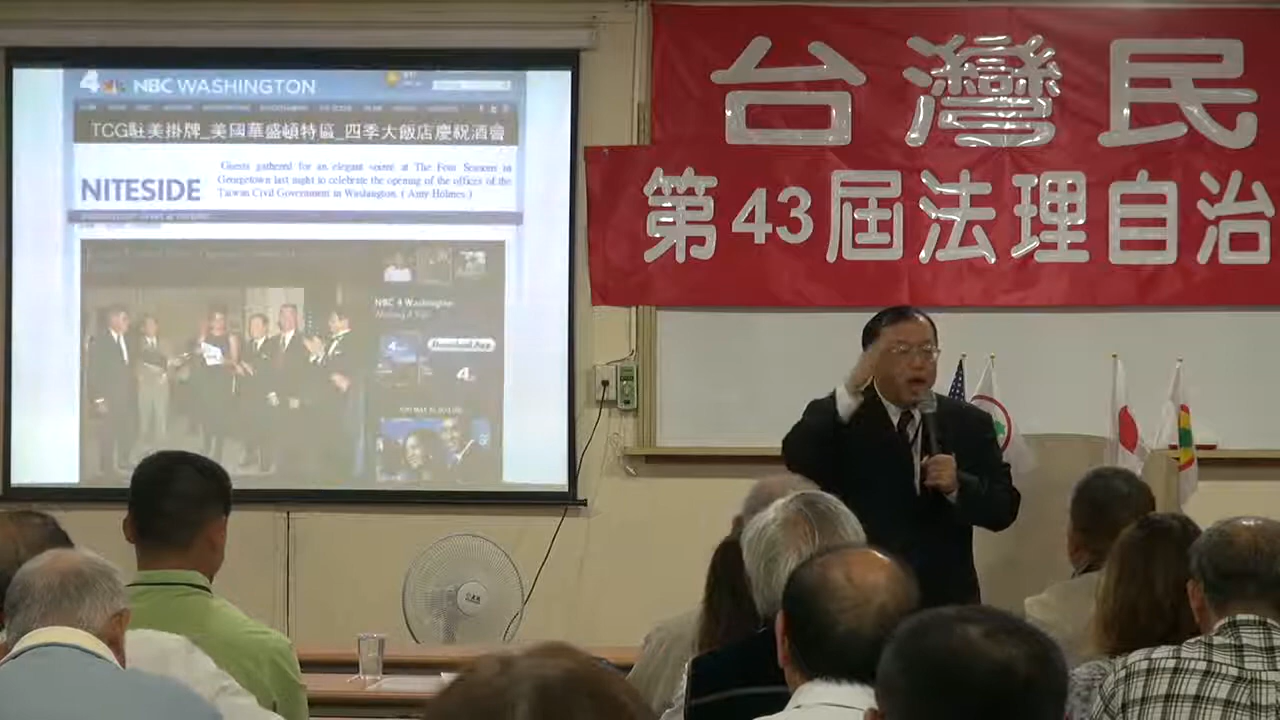 4 NBC WASHINGTON
TCG駐美掛牌_美國華盛頓特區_四季大飯店慶祝酒會
NITESIDE
Guests gathered for an elegant soiree at The Four Seasons in
Georgetown last night to celebrate the opening of the offices of the
Taiwan Civil Government in Washington. ( Amy Holmes )
NBC 4 Washington
Download App
台灣民
第43屆法理自治